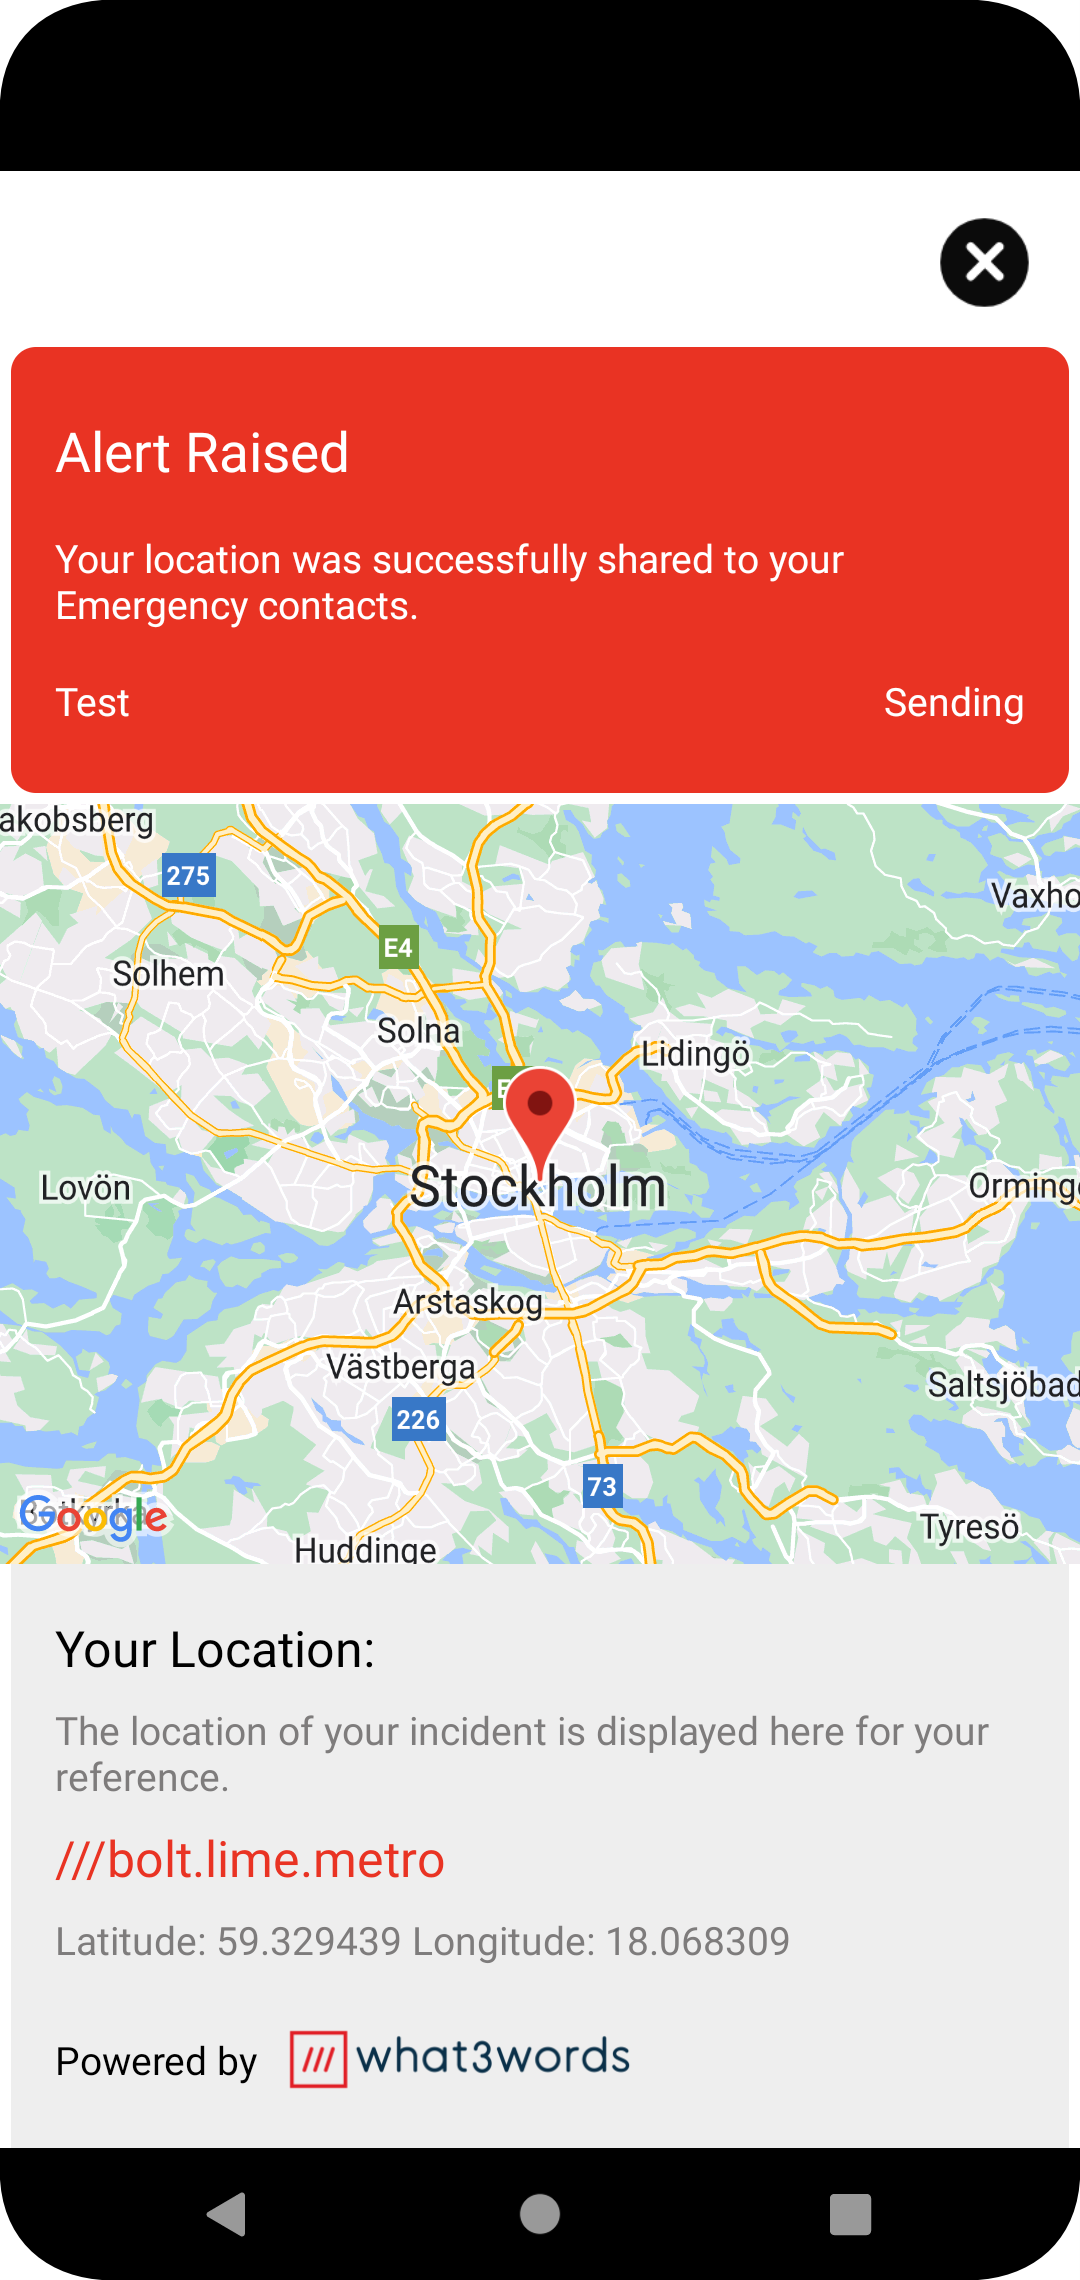 Alert Raised
Your location was successfully shared to your
Emergency contacts.
Test Sending
akobsberg
275
Vaxho
E4
Solhem
Solna
Lidingö
E
Stockholm
Lovön
Orminge
Arstaskog
Västberga
Saltsjöbad
226
73
Google
Tyresö
Huddinge
Your Location:
The location of your incident is displayed here for your
reference.
///bolt.lime.metro
Latitude: 59.329439 Longitude: 18.068309
Powered by /// what3words